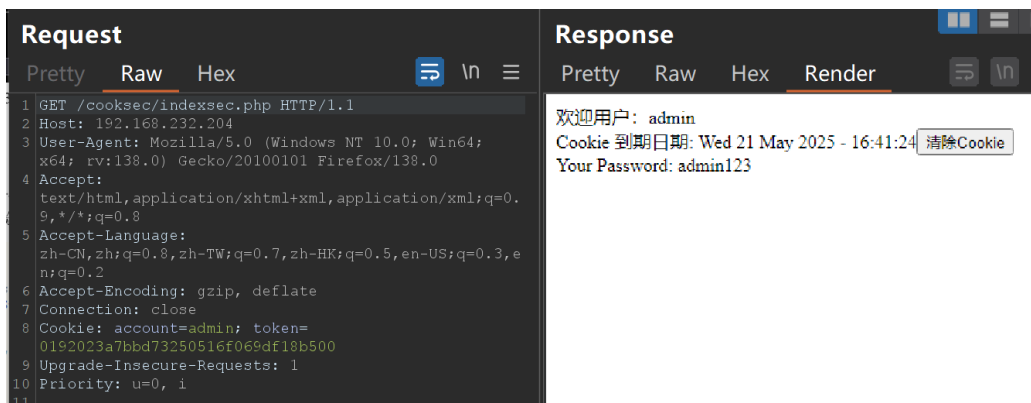 Request
Pretty Raw Hex \n
1 GET /cooksec/indexsec.php HTTP/1.1
2 Host: 192.168.232.204
3 User-Agent: Mozilla/5.0 (Windows NT 10.0; Win64;
x64; rv:138.0) Gecko/20100101 Firefox/138.0
4 Accept:
text/html,application/xhtml+xml,application/xml;q=0.
9,*/*;q=0.8
5 Accept-Language:
zh-CN,zh;q=0.8,zh-TW;q=0.7,zh-HK;q=0.5,en-US;q=0.3,e
n;q=0.2
6 Accept-Encoding: gzip, deflate
7 Connection: close
8 Cookie: account=admin; token=
0192023a7bbd73250516f069df18b500
9 Upgrade-Insecure-Requests: 1
10 Priority: u=0, i
11
Response
Pretty Raw Hex Render \n
欢迎用户：admin
Cookie 到期日期: Wed 21 May 2025 - 16:41:24 清除Cookie
Your Password: admin123